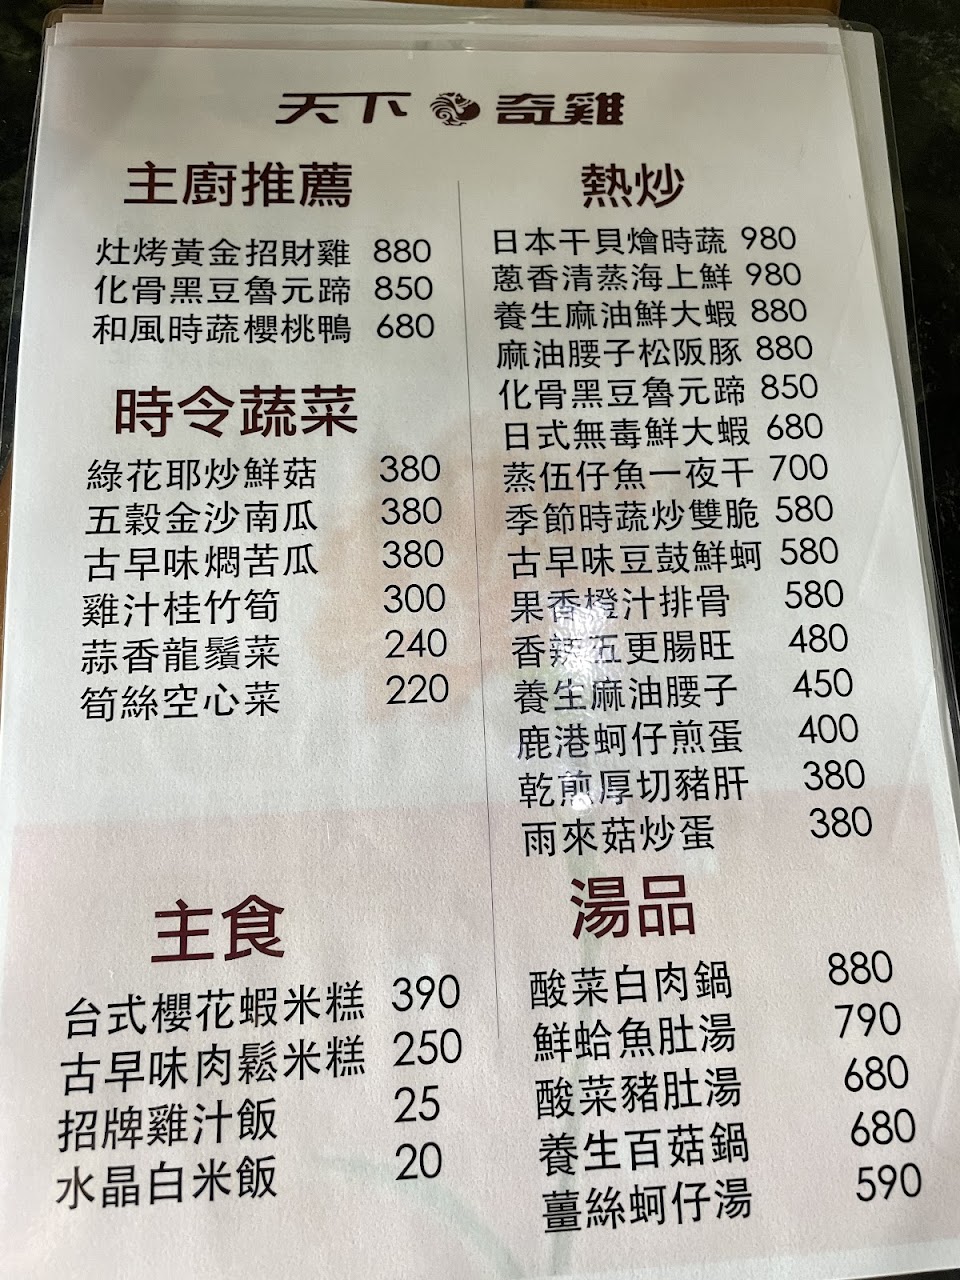 天下奇雞
主廚推薦
灶烤黃金招財雞 880
化骨黑豆魯元蹄 850
和風時蔬櫻桃鴨 680
時令蔬菜
綠花耶炒鮮菇 380
五穀金沙南瓜 380
古早味燜苦瓜 380
雞汁桂竹筍 300
蒜香龍鬚菜 240
筍絲空心菜 220
主食
台式櫻花蝦米糕 390
古早味肉鬆米糕 250
招牌雞汁飯 25
水晶白米飯 20
熱炒
日本干貝燴時蔬 980
蔥香清蒸海上鮮 980
養生麻油鮮大蝦 880
麻油腰子松阪豚 880
化骨黑豆魯元蹄 850
日式無毒鮮大蝦 680
蒸伍仔魚一夜干 700
季節時蔬炒雙脆 580
古早味豆鼓鮮蚵 580
果香橙汁排骨 580
香辣五更腸旺 480
養生麻油腰子 450
鹿港蚵仔煎蛋 400
乾煎厚切豬肝 380
雨來菇炒蛋 380
湯品
酸菜白肉鍋 880
鮮蛤魚肚湯 790
酸菜豬肚湯 680
養生百菇鍋 680
薑絲蚵仔湯 590